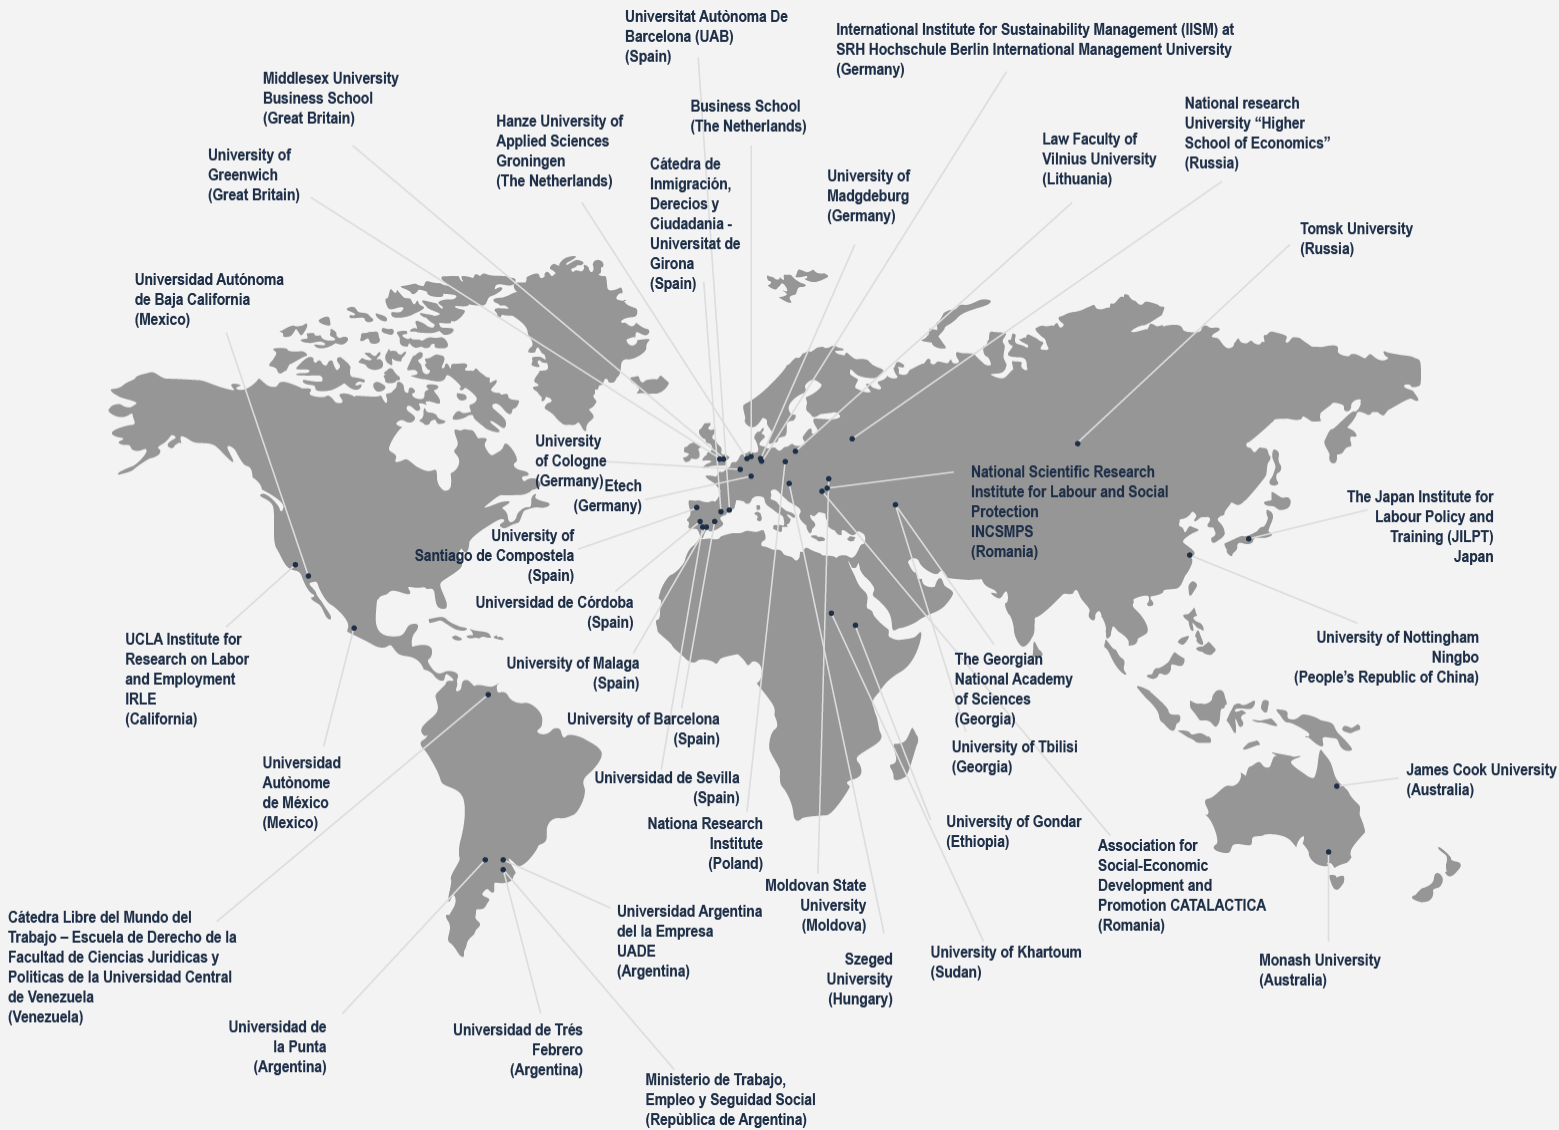 Universitat Autònoma De
Barcelona (UAB)
(Spain)
International Institute for Sustainability Management (IISM) at
SRH Hochschule Berlin International Management University
(Germany)
Middlesex University
Business School
(Great Britain)
Business School
(The Netherlands)
National research
University “Higher
School of Economics”
(Russia)
Hanze University of
Applied Sciences
Groningen
(The Netherlands)
Law Faculty of
Vilnius University
(Lithuania)
University of
Greenwich
(Great Britain)
Cátedra de
Inmigración,
Derecios y
Ciudadania -
Universitat de
Girona
(Spain)
University of
Madgdeburg
(Germany)
Tomsk University
(Russia)
Universidad Autónoma
de Baja California
(Mexico)
University
of Cologne
(Germany)
Etech
(Germany)
National Scientific Research
Institute for Labour and Social
Protection
INCSMPS
(Romania)
The Japan Institute for
Labour Policy and
Training (JILPT)
Japan
University of
Santiago de Compostela
(Spain)
Universidad de Córdoba
(Spain)
UCLA Institute for
Research on Labor
and Employment
IRLE
(California)
University of Malaga
(Spain)
The Georgian
National Academy
of Sciences
(Georgia)
University of Nottingham
Ningbo
(People’s Republic of China)
University of Barcelona
(Spain)
University of Tbilisi
(Georgia)
Universidad
Autònome
de México
(Mexico)
Universidad de Sevilla
(Spain)
James Cook University
(Australia)
Nationa Research
Institute
(Poland)
University of Gondar
(Ethiopia)
Association for
Social-Economic
Development and
Promotion CATALACTICA
(Romania)
Moldovan State
University
(Moldova)
Cátedra Libre del Mundo del
Trabajo – Escuela de Derecho de la
Facultad de Ciencias Juridicas y
Politicas de la Universidad Central
de Venezuela
(Venezuela)
Universidad Argentina
del la Empresa
UADE
(Argentina)
Szeged
University
(Hungary)
University of Khartoum
(Sudan)
Monash University
(Australia)
Universidad de
la Punta
(Argentina)
Universidad de Trés
Febrero
(Argentina)
Ministerio de Trabajo,
Empleo y Seguidad Social
(Repùblica de Argentina)